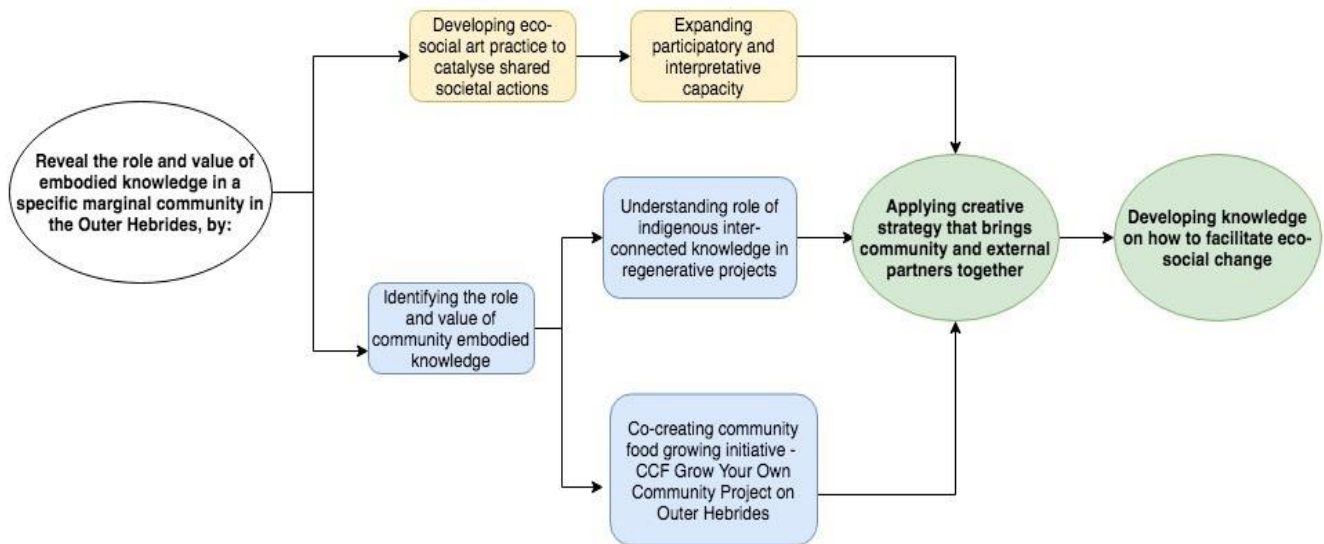 Reveal the role and value of
embodied knowledge in a
specific marginal community in
the Outer Hebrides, by:
Developing eco-
social art practice to
catalyse shared
societal actions
Expanding
participatory and
interpretative
capacity
Identifying the role
and value of
community embodied
knowledge
Understanding role of
indigenous inter-
connected knowledge in
regenerative projects
Co-creating community
food growing initiative -
CCF Grow Your Own
Community Project on
Outer Hebrides
Applying creative
strategy that brings
community and external
partners together
Developing knowledge
on how to facilitate eco-
social change